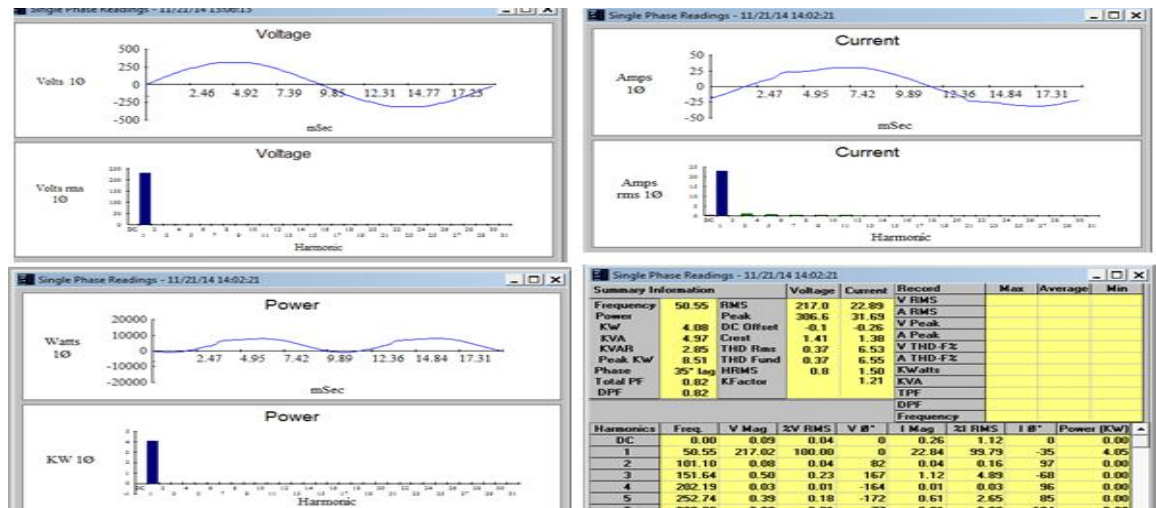 Single Phase Readings - 11/21/14 13:06:15
Voltage
500
250
0
-250
-500
Volts 1Ø
2.46 4.92 7.39 9.85 12.31 14.77 17.23
mSec
Voltage
Volts rms
1Ø
DC
Harmonic
Single Phase Readings - 11/21/14 14:02:21
Current
50
25
0
-25
-50
Amps
1Ø
2.47 4.95 7.42 9.89 12.36 14.84 17.31
mSec
Current
Amps
rms 1Ø
DC
Harmonic
Single Phase Readings - 11/21/14 14:02:21
Power
20000
10000
0
-10000
-20000
Watts
1Ø
2.47 4.95 7.42 9.89 12.36 14.84 17.31
mSec
Power
KW 1Ø
DC
Harmonic
Single Phase Readings - 11/21/14 14:02:21
Summary Information Voltage Current Record Max Average Min
Frequency 50.55 RMS 217.0 22.89 V RMS
Power Peak 306.6 31.69 A RMS
KW 4.08 DC Offset -0.1 -0.26 V Peak
KVA 4.97 Crest 1.41 1.38 A Peak
KVAR 2.85 THD Rms 0.37 6.53 V THD-F%
Peak KW 8.51 THD Fund 0.37 6.55 A THD-F%
Phase 35° lag HRMS 0.8 1.50 KWatts
Total PF 0.82 KFactor 1.21 KVA
DPF 0.82 TPF
DPF
Frequency
Harmonics Freq. V Mag %V RMS V Ø° I Mag %I RMS I Ø° Power (KW)
DC 0.00 0.09 0.04 0 0.26 1.12 0 0.00
1 50.55 217.02 100.00 0 22.84 99.79 -35 4.05
2 101.10 0.08 0.04 82 0.04 0.16 97 0.00
3 151.64 0.50 0.23 167 1.12 4.89 -68 0.00
4 202.19 0.03 0.01 -164 0.01 0.03 96 0.00
5 252.74 0.39 0.18 -172 0.61 2.65 85 0.00